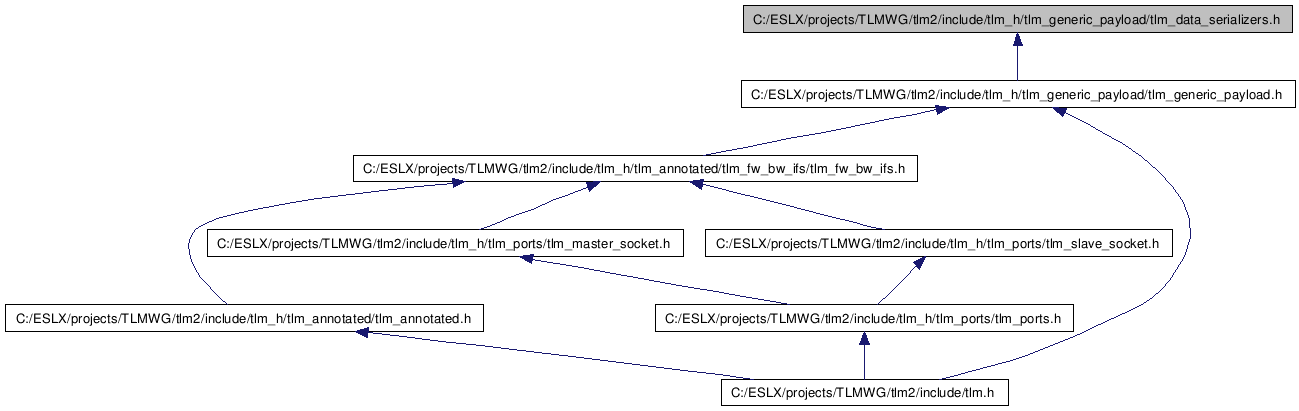 C:/ESLX/projects/TLMWG/tlm2/include/tlm_h/tlm_generic_payload/tlm_data_serializers.h
C:/ESLX/projects/TLMWG/tlm2/include/tlm_h/tlm_generic_payload/tlm_generic_payload.h
C:/ESLX/projects/TLMWG/tlm2/include/tlm_h/tlm_annotated/tlm_fw_bw_ifs/tlm_fw_bw_ifs.h
C:/ESLX/projects/TLMWG/tlm2/include/tlm_h/tlm_ports/tlm_master_socket.h
C:/ESLX/projects/TLMWG/tlm2/include/tlm_h/tlm_ports/tlm_slave_socket.h
C:/ESLX/projects/TLMWG/tlm2/include/tlm_h/tlm_annotated/tlm_annotated.h
C:/ESLX/projects/TLMWG/tlm2/include/tlm_h/tlm_ports/tlm_ports.h
C:/ESLX/projects/TLMWG/tlm2/include/tlm.h